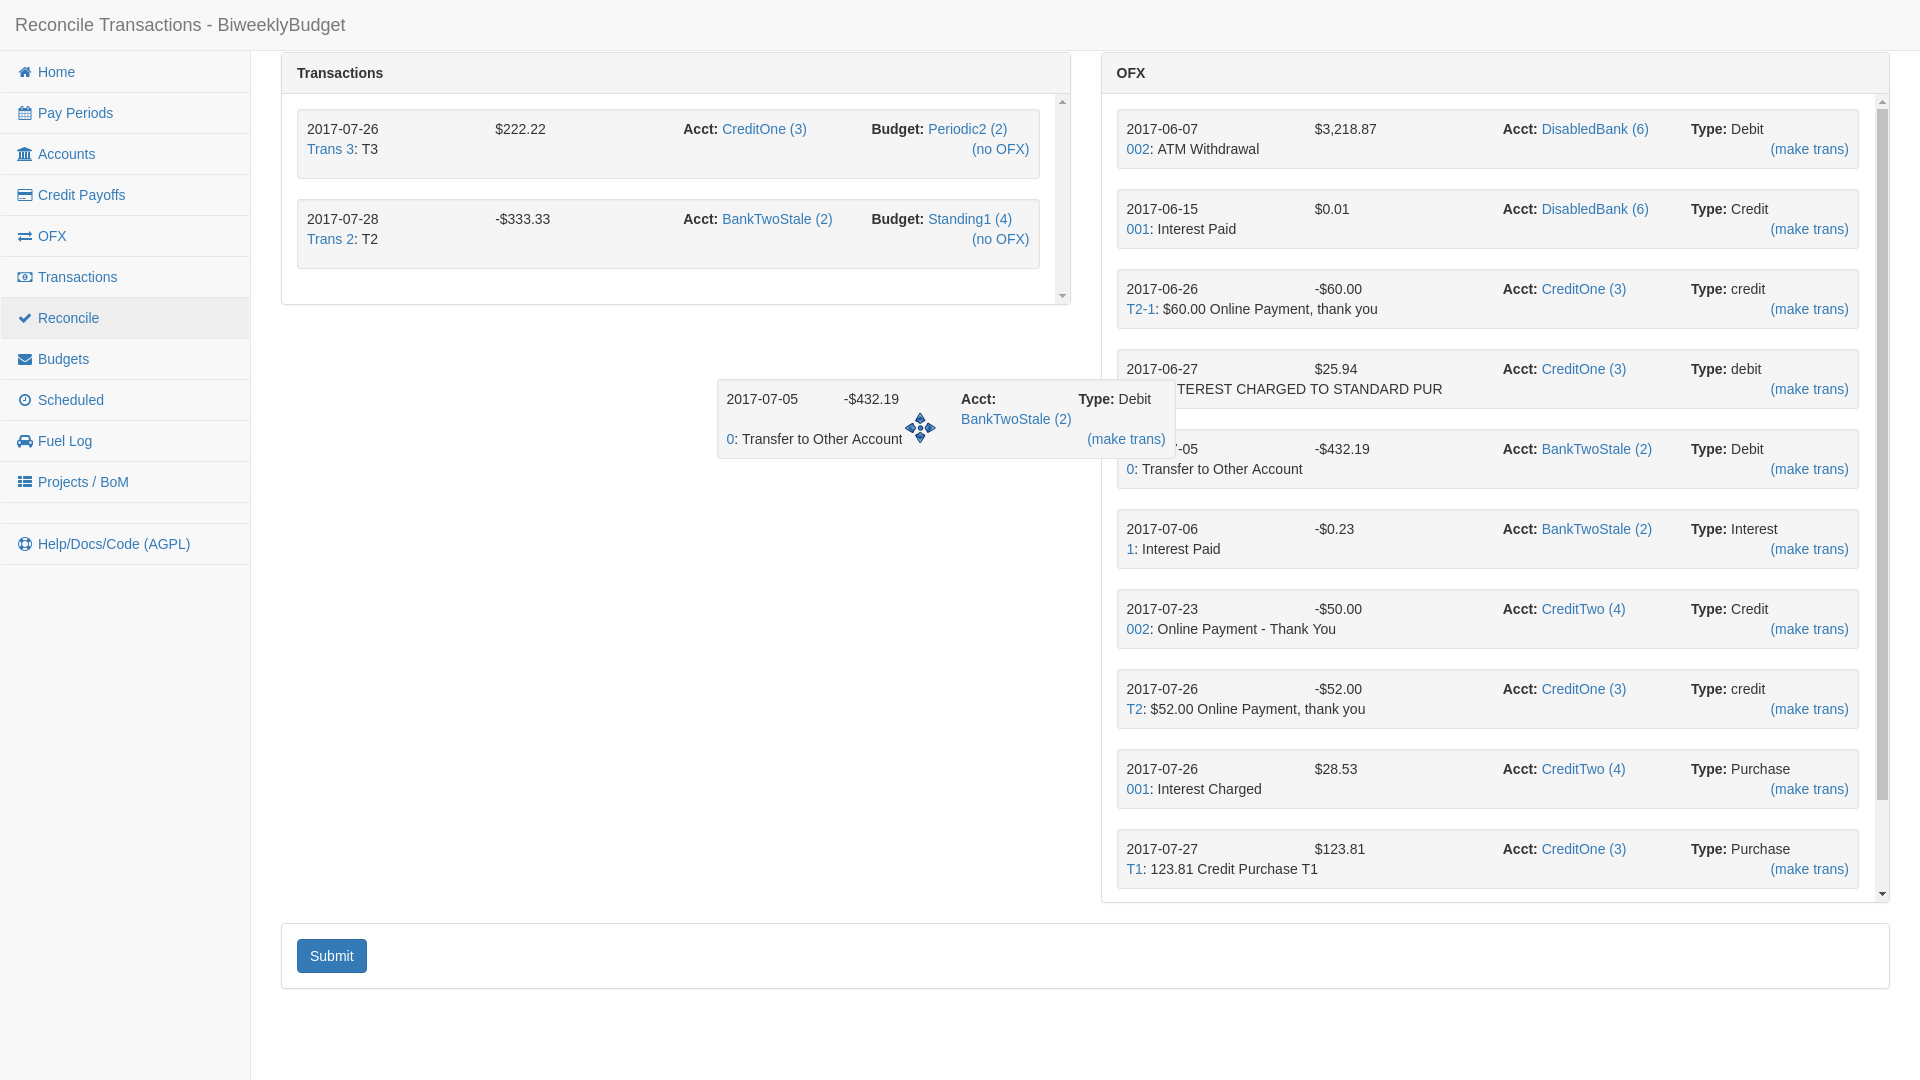 Reconcile Transactions - BiweeklyBudget
Home
Pay Periods
Accounts
Credit Payoffs
OFX
Transactions
Reconcile
Budgets
Scheduled
Fuel Log
Projects / BoM
Help/Docs/Code (AGPL)
Transactions
2017-07-26 $222.22 Acct: CreditOne (3) Budget: Periodic2 (2)
Trans 3: T3 (no OFX)
2017-07-28 -$333.33 Acct: BankTwoStale (2) Budget: Standing1 (4)
Trans 2: T2 (no OFX)
2017-07-05 -$432.19 Acct: Type: Debit
BankTwoStale (2)
0: Transfer to Other Account (make trans)
OFX
2017-06-07 $3,218.87 Acct: DisabledBank (6) Type: Debit
002: ATM Withdrawal (make trans)
2017-06-15 $0.01 Acct: DisabledBank (6) Type: Credit
001: Interest Paid (make trans)
2017-06-26 -$60.00 Acct: CreditOne (3) Type: credit
T2-1: $60.00 Online Payment, thank you (make trans)
2017-06-27 $25.94 Acct: CreditOne (3) Type: debit
TEREST CHARGED TO STANDARD PUR (make trans)
-05 -$432.19 Acct: BankTwoStale (2) Type: Debit
0: Transfer to Other Account (make trans)
2017-07-06 -$0.23 Acct: BankTwoStale (2) Type: Interest
1: Interest Paid (make trans)
2017-07-23 -$50.00 Acct: CreditTwo (4) Type: Credit
002: Online Payment - Thank You (make trans)
2017-07-26 -$52.00 Acct: CreditOne (3) Type: credit
T2: $52.00 Online Payment, thank you (make trans)
2017-07-26 $28.53 Acct: CreditTwo (4) Type: Purchase
001: Interest Charged (make trans)
2017-07-27 $123.81 Acct: CreditOne (3) Type: Purchase
T1: 123.81 Credit Purchase T1 (make trans)
Submit